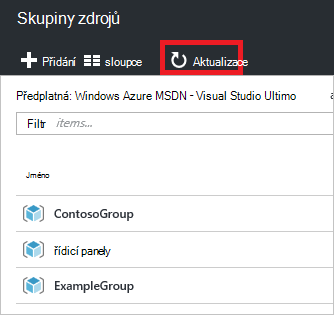 Skupiny zdrojů
Přidání sloupce Aktualizace
Předplatná: Windows Azure MSDN - Visual Studio Ultimo
Filtr items...
Jméno
ContosoGroup
řídicí panely
ExampleGroup